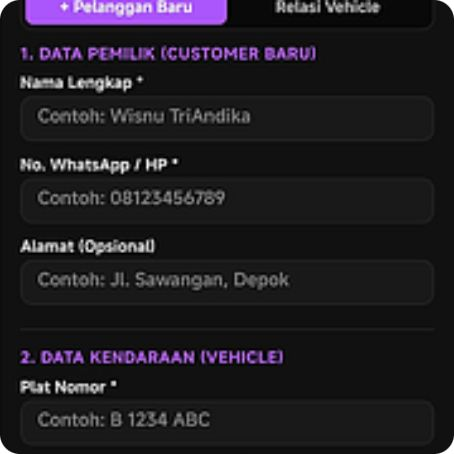 + Pelanggan Baru
Relasi Vehicle
1. DATA PEMILIK (CUSTOMER BARU)
Nama Lengkap *
Contoh: Wisnu TriAndika
No. WhatsApp / HP *
Contoh: 08123456789
Alamat (Opsional)
Contoh: Jl. Sawangan, Depok
2. DATA KENDARAAN (VEHICLE)
Plat Nomor *
Contoh: B 1234 ABC